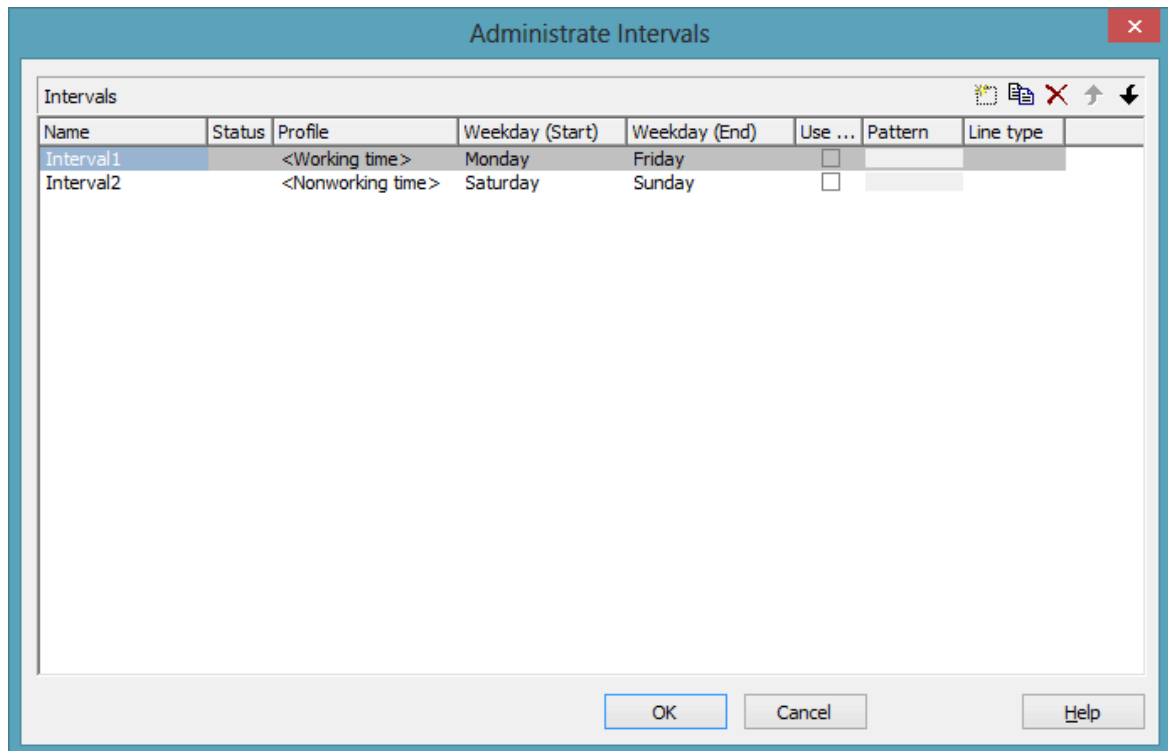 Administrate Intervals
Intervals
Name Status Profile Weekday (Start) Weekday (End) Use ... Pattern Line type
Interval1 <Working time> Monday Friday
Interval2 <Nonworking time> Saturday Sunday
OK Cancel Help